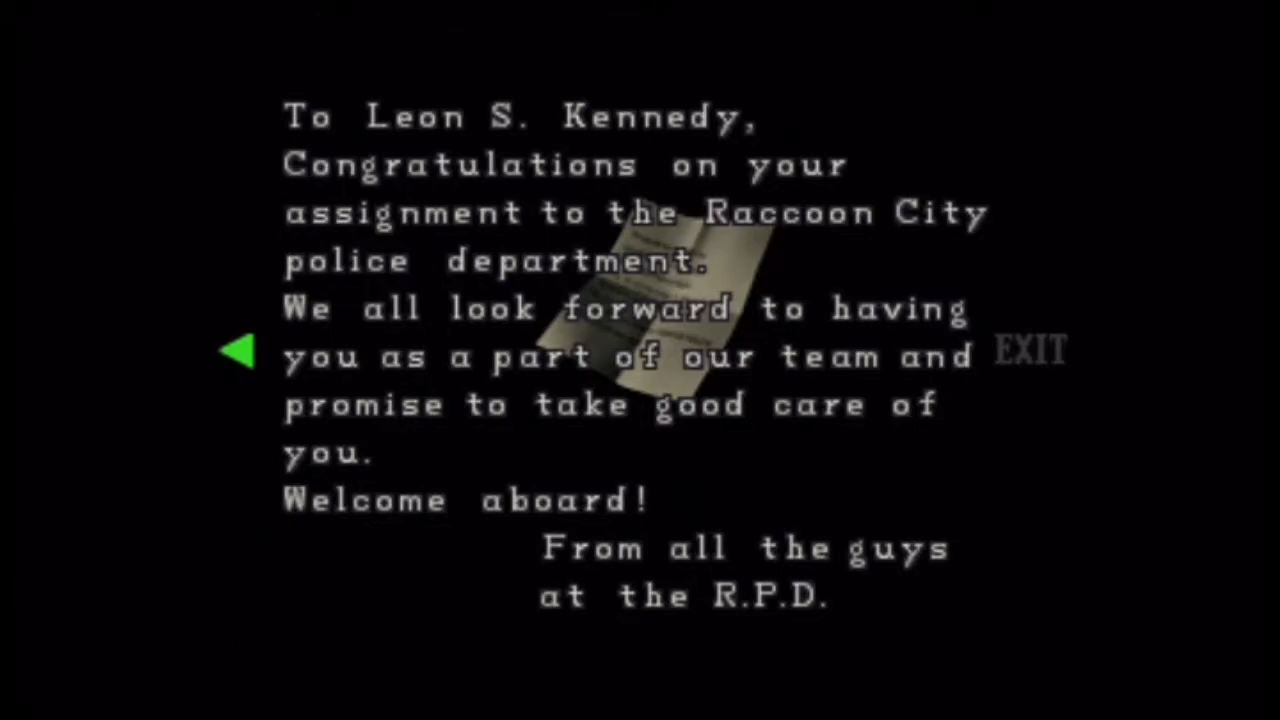 To Leon S. Kennedy,
Congratulations on your
assignment to the Raccoon City
police department.
We all look forward to having
you as a part of our team and
promise to take good care of
you.
Welcome aboard!
From all the guys
at the R.P.D.
EXIT